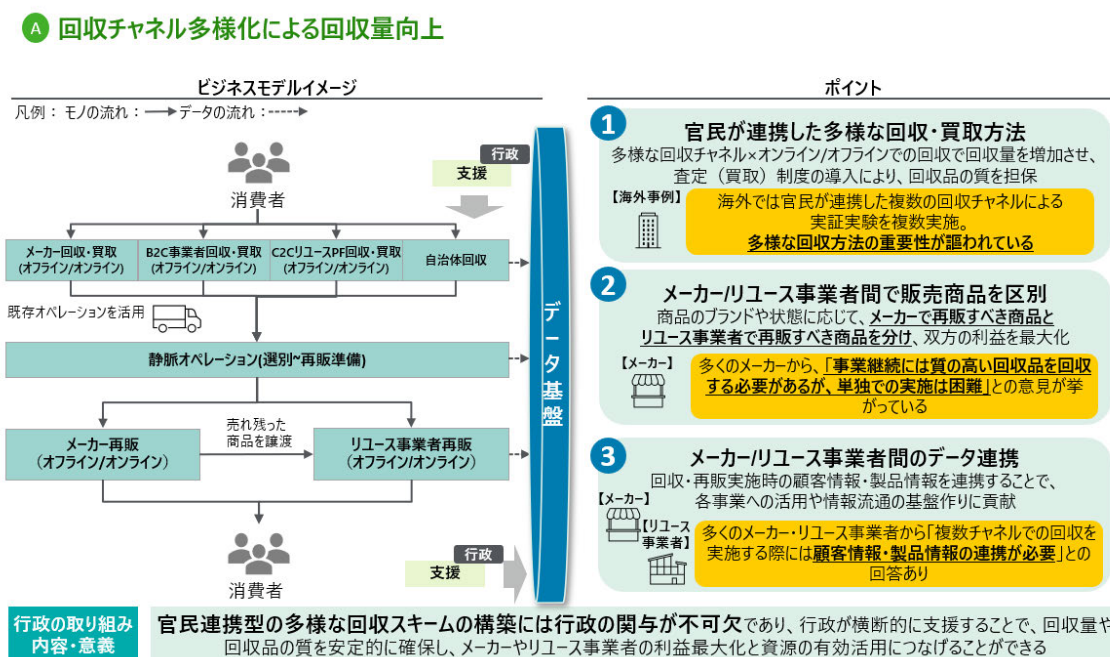 A 回収チャネル多様化による回収量向上
ビジネスモデルイメージ
凡例： モノの流れ： データの流れ：
行政
支援
消費者
メーカー回収・買取
(オフライン/オンライン)
B2C事業者回収・買取
(オフライン/オンライン)
C2CリユースPF回収・買取
(オフライン/オンライン)
自治体回収
既存オペレーションを活用
静脈オペレーション(選別~再販準備)
メーカー再販
（オフライン/オンライン）
売れ残った
商品を譲渡
リユース事業者再販
（オフライン/オンライン）
消費者
行政
支援
データ基盤
ポイント
1 官民が連携した多様な回収・買取方法
多様な回収チャネル×オンライン/オフラインでの回収で回収量を増加させ、
査定（買取）制度の導入により、回収品の質を担保
【海外事例】
海外では官民が連携した複数の回収チャネルによる
実証実験を複数実施。
多様な回収方法の重要性が謳われている
2 メーカー/リユース事業者間で販売商品を区別
商品のブランドや状態に応じて、メーカーで再販すべき商品と
リユース事業者で再販すべき商品を分け、双方の利益を最大化
【メーカー】
多くのメーカーから、「事業継続には質の高い回収品を回収
する必要があるが、単独での実施は困難」との意見が挙
がっている
3 メーカー/リユース事業者間のデータ連携
回収・再販実施時の顧客情報・製品情報を連携することで、
各事業への活用や情報流通の基盤作りに貢献
【メーカー】
【リユース
事業者】
多くのメーカー・リユース事業者から「複数チャネルでの回収を
実施する際には顧客情報・製品情報の連携が必要」との
回答あり
行政の取り組み
内容・意義
官民連携型の多様な回収スキームの構築には行政の関与が不可欠であり、行政が横断的に支援することで、回収量や
回収品の質を安定的に確保し、メーカーやリユース事業者の利益最大化と資源の有効活用につなげることができる